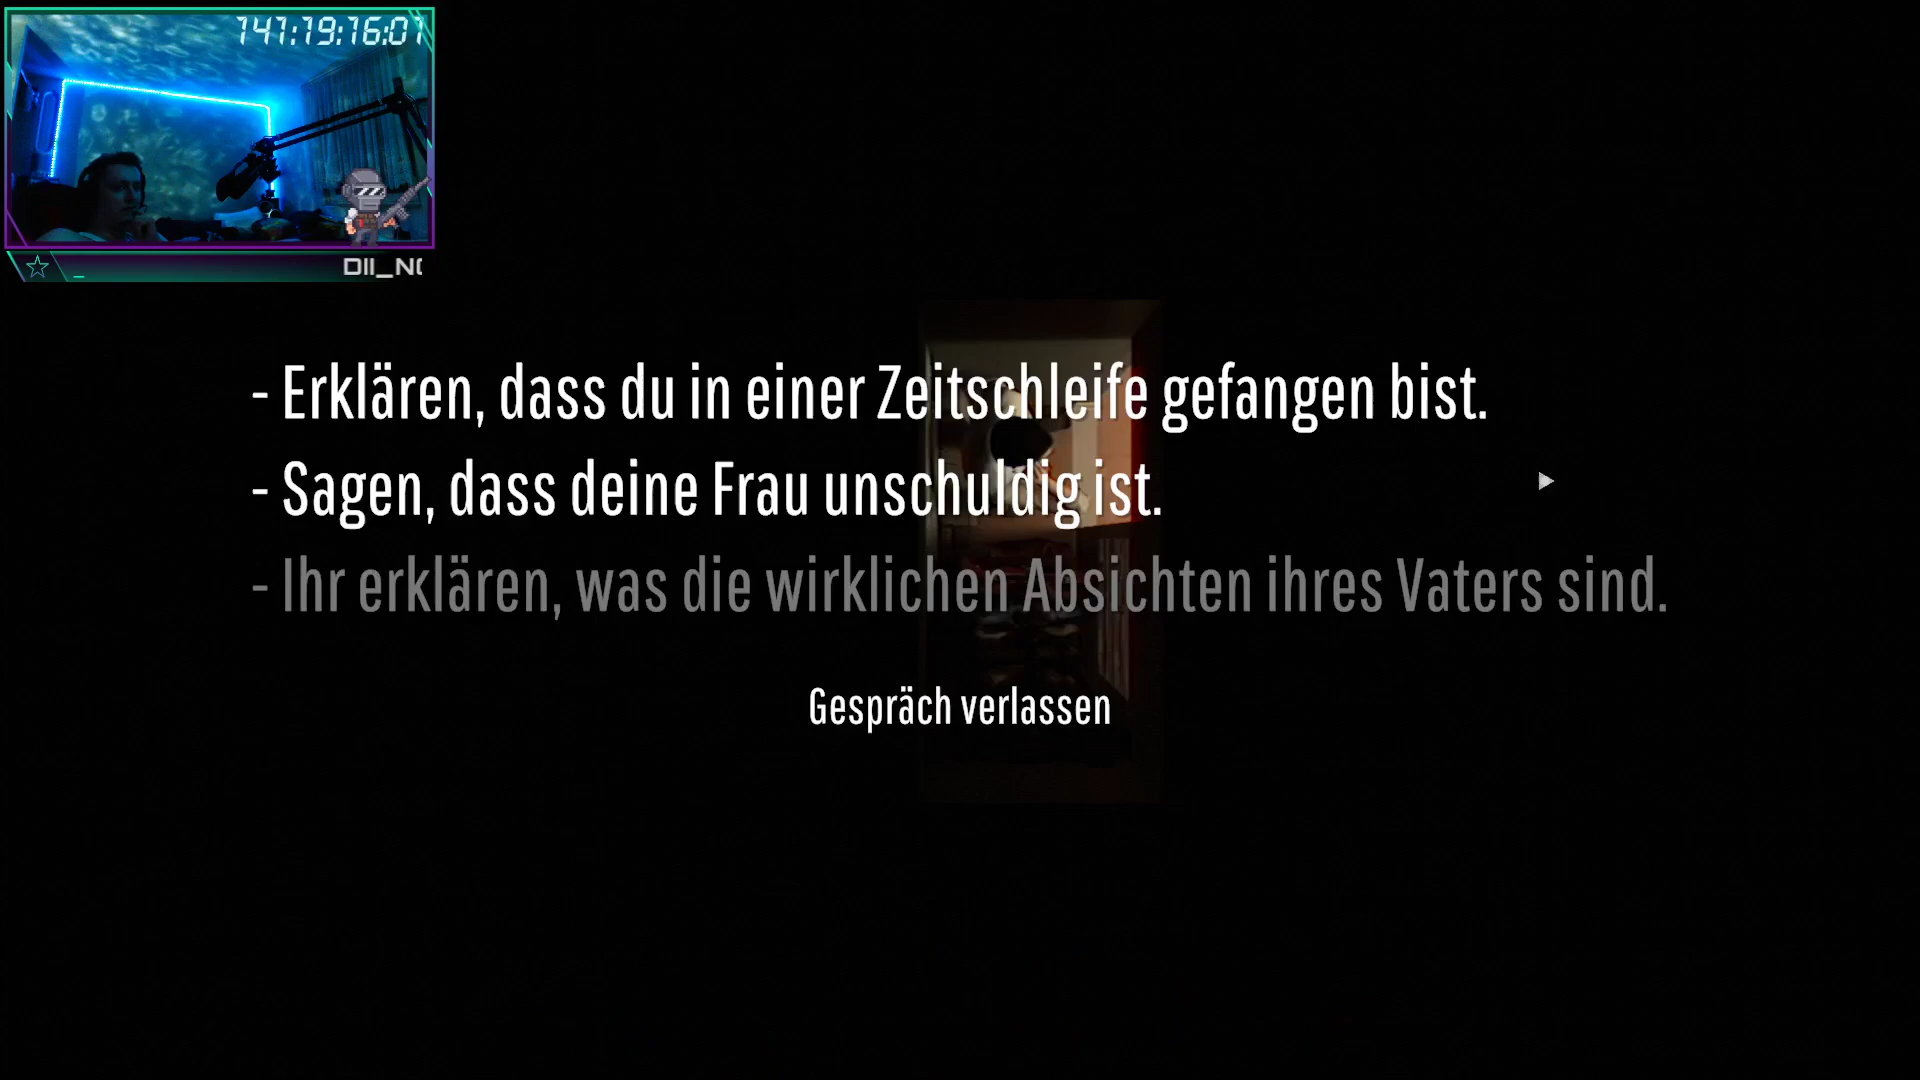 141:19:16:01
DII_N
- Erklären, dass du in einer Zeitschleife gefangen bist.
- Sagen, dass deine Frau unschuldig ist.
- Ihr erklären, was die wirklichen Absichten ihres Vaters sind.
Gespräch verlassen